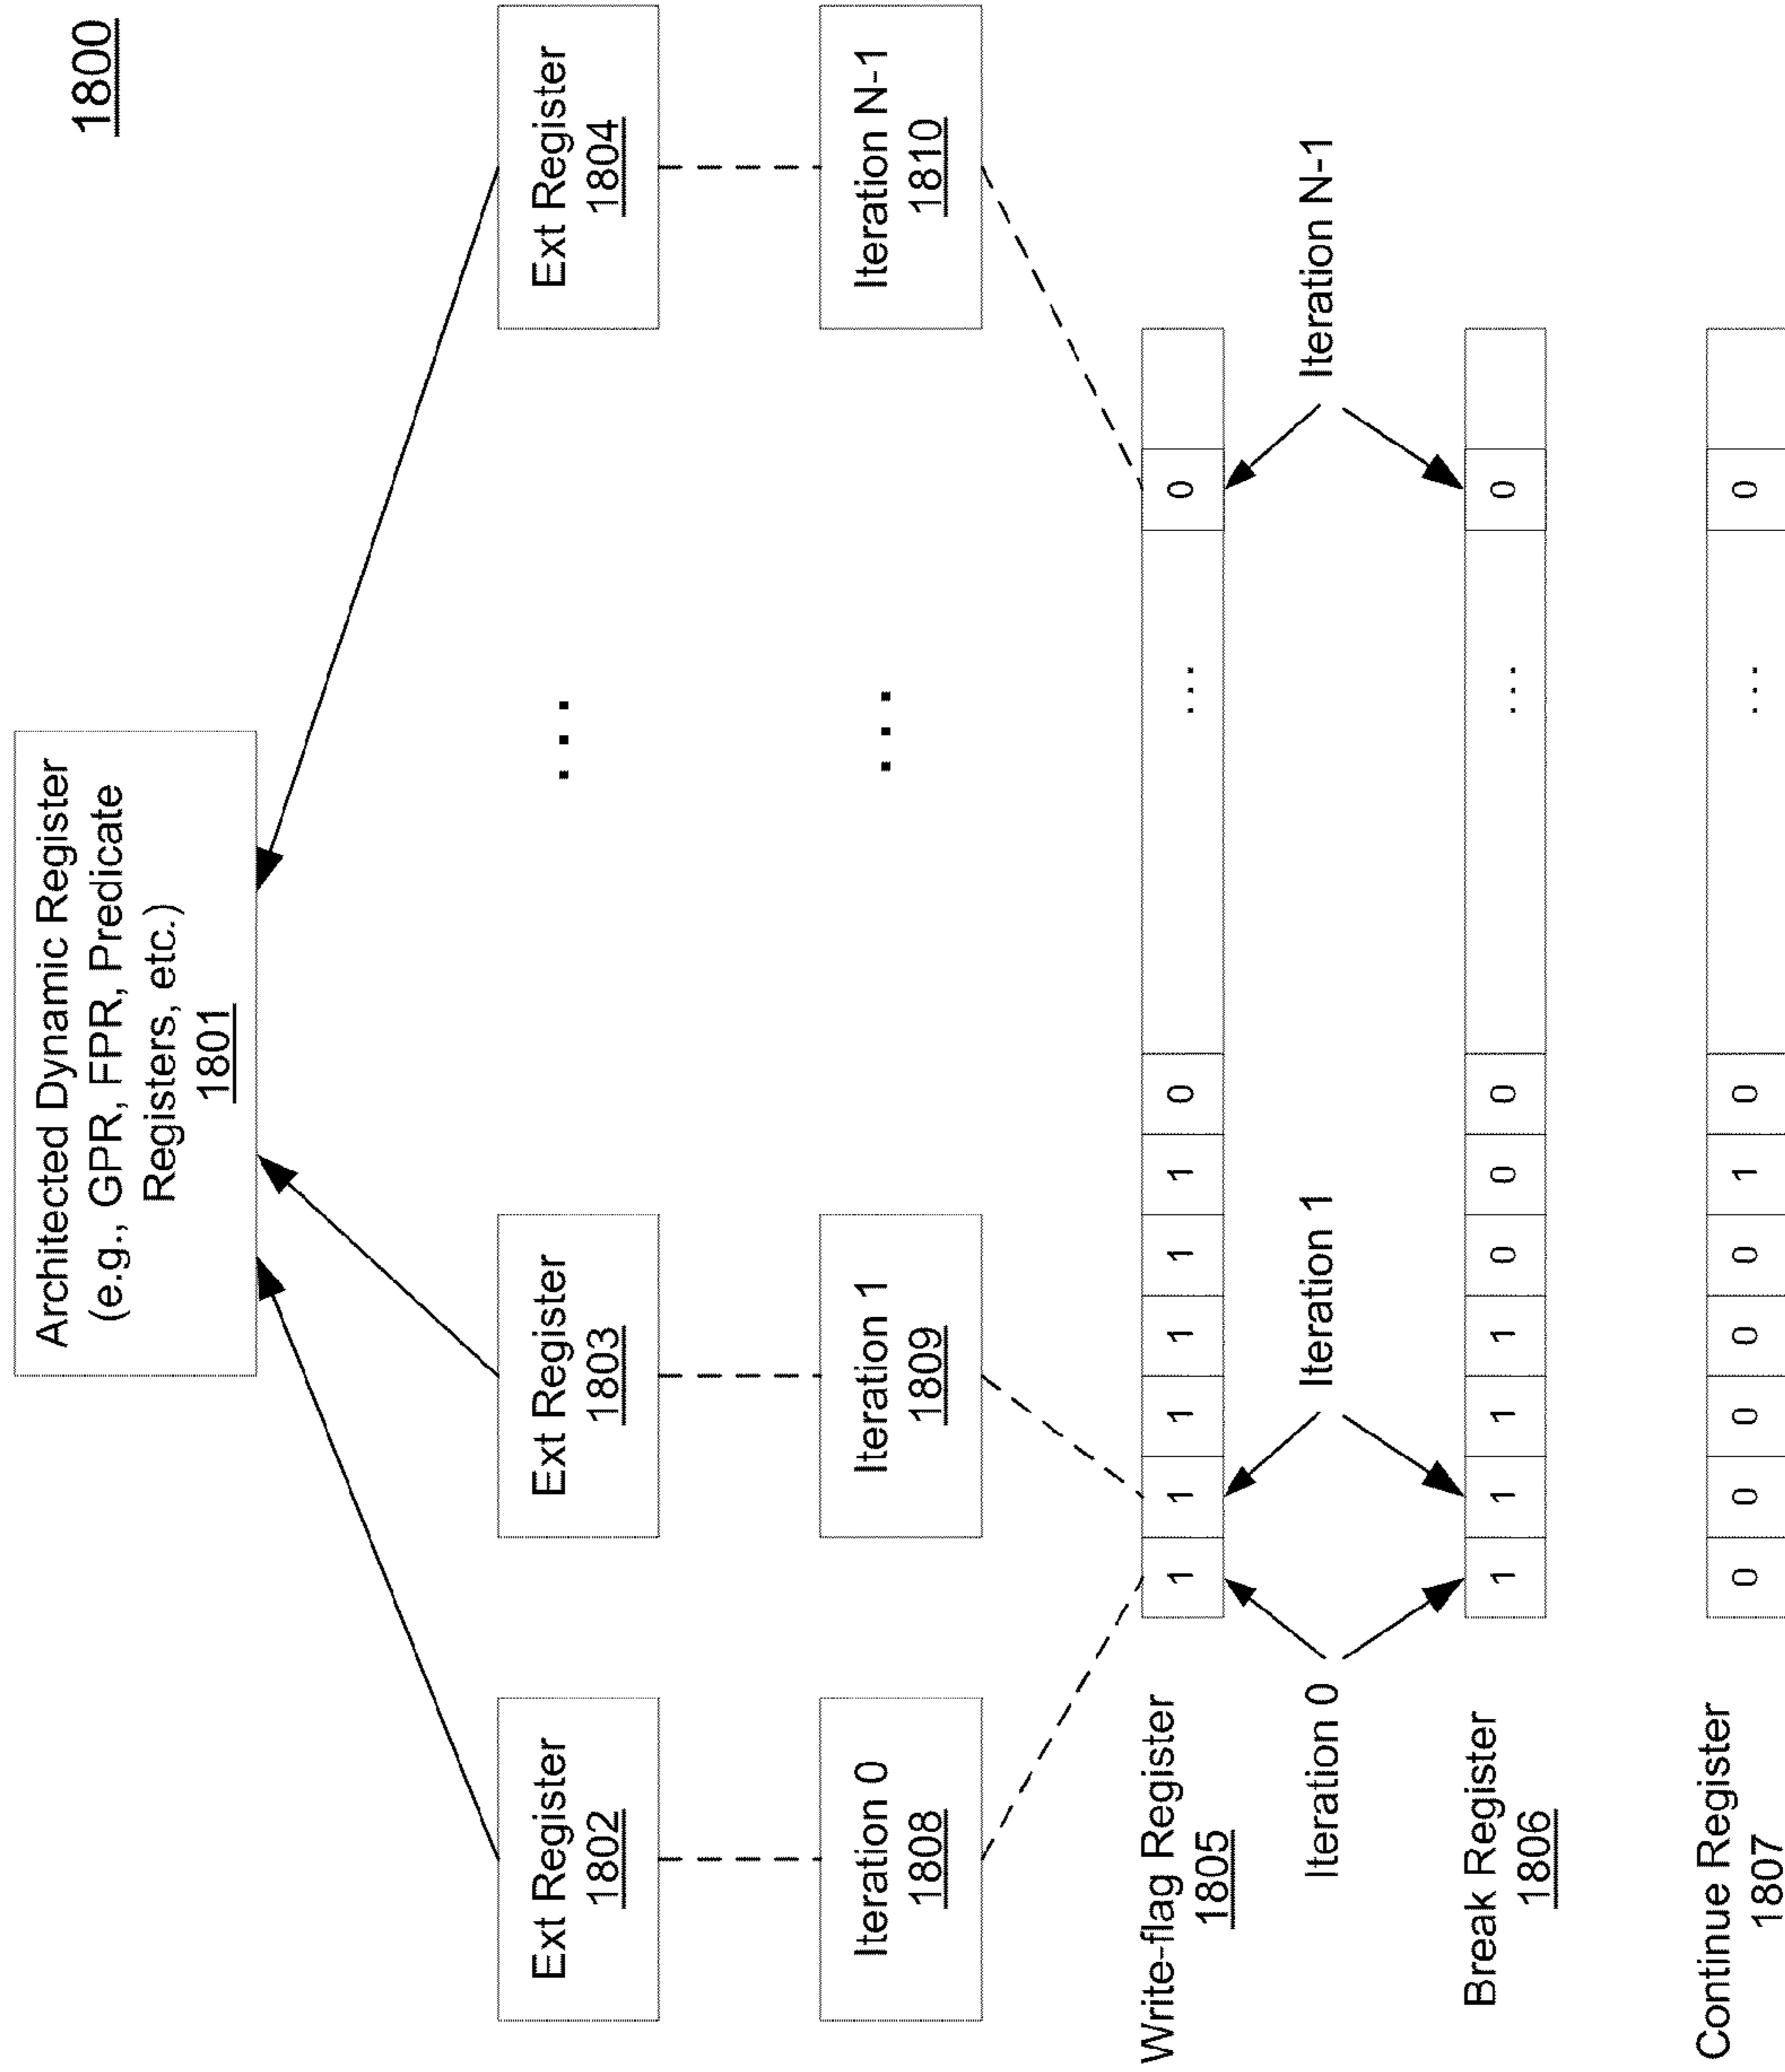 1800
Architected Dynamic Register
(e.g., GPR, FPR, Predicate
Registers, etc.)
1801
Ext Register
1802
Ext Register
1803
...
Ext Register
1804
Iteration 0
1808
Iteration 1
1809
...
Iteration N-1
1810
Write-flag Register
1805
1 1 1 1 1 1 0 ... 0
Iteration 0
Iteration 1
Iteration N-1
Break Register
1806
1 1 1 1 0 0 0 ... 0
Continue Register
1807
0 0 0 0 0 1 0 ... 0